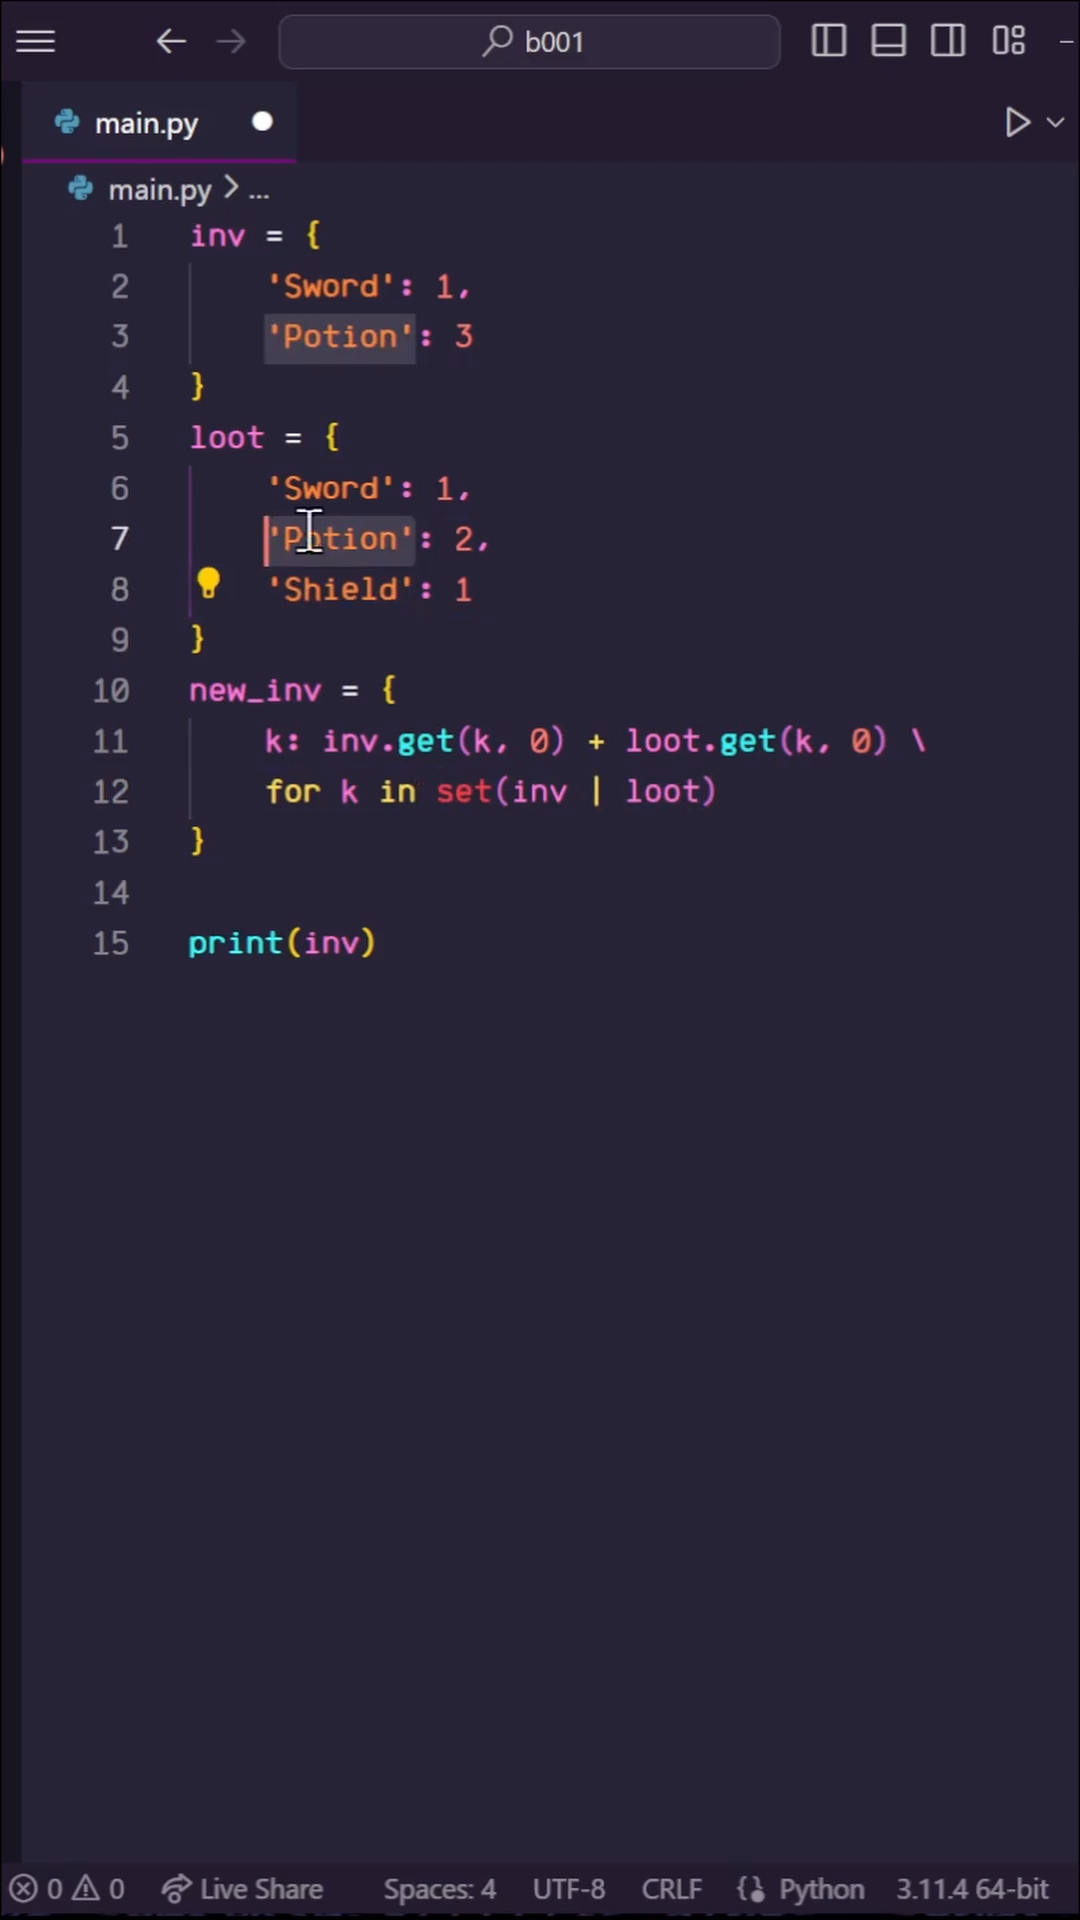 b001
main.py
main.py > ...
1 inv = {
2     'Sword': 1,
3     'Potion': 3
4 }
5 loot = {
6     'Sword': 1,
7     'Potion': 2,
8     'Shield': 1
9 }
10 new_inv = {
11     k: inv.get(k, 0) + loot.get(k, 0) \
12     for k in set(inv | loot)
13 }
14
15 print(inv)
0 0 Live Share Spaces: 4 UTF-8 CRLF {} Python 3.11.4 64-bit